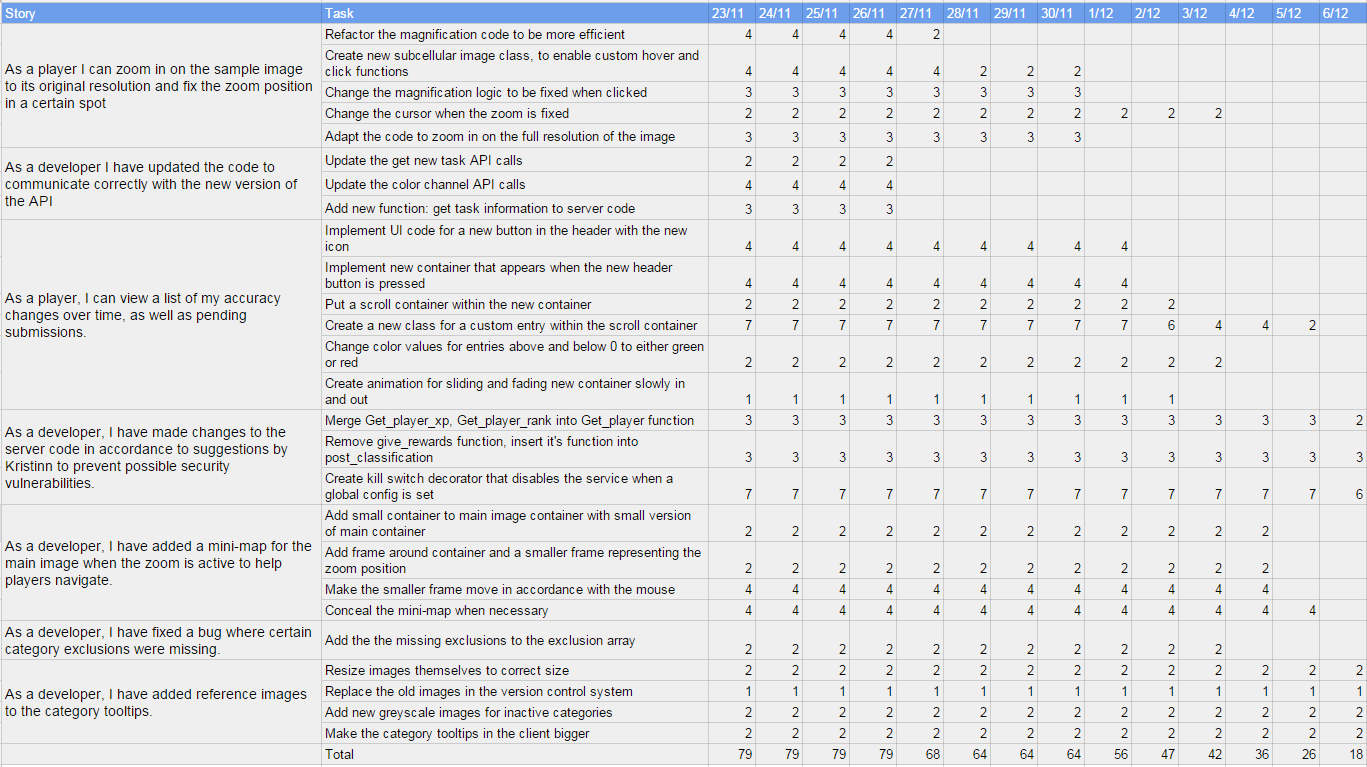 Story Task 23/11 24/11 25/11 26/11 27/11 28/11 29/11 30/11 1/12 2/12 3/12 4/12 5/12 6/12
As a player I can zoom in on the sample image
to its original resolution and fix the zoom position
in a certain spot
Refactor the magnification code to be more efficient 4 4 4 4 2
Create new subcellular image class, to enable custom hover and
click functions 4 4 4 4 4 2 2 2
Change the magnification logic to be fixed when clicked 3 3 3 3 3 3 3 3
Change the cursor when the zoom is fixed 2 2 2 2 2 2 2 2 2 2 2
Adapt the code to zoom in on the full resolution of the image 3 3 3 3 3 3 3 3
As a developer I have updated the code to
communicate correctly with the new version of
the API
Update the get new task API calls 2 2 2 2
Update the color channel API calls 4 4 4 4
Add new function: get task information to server code 3 3 3 3
As a player, I can view a list of my accuracy
changes over time, as well as pending
submissions.
Implement UI code for a new button in the header with the new
icon 4 4 4 4 4 4 4 4 4
Implement new container that appears when the new header
button is pressed 4 4 4 4 4 4 4 4 4
Put a scroll container within the new container 2 2 2 2 2 2 2 2 2 2
Create a new class for a custom entry within the scroll container 7 7 7 7 7 7 7 7 7 6 4 4 2
Change color values for entries above and below 0 to either green
or red 2 2 2 2 2 2 2 2 2 2 2
Create animation for sliding and fading new container slowly in
and out 1 1 1 1 1 1 1 1 1 1
As a developer, I have made changes to the
server code in accordance to suggestions by
Kristinn to prevent possible security
vulnerabilities.
Merge Get_player_xp, Get_player_rank into Get_player function 3 3 3 3 3 3 3 3 3 3 3 3 3 2
Remove give_rewards function, insert it's function into
post_classification 3 3 3 3 3 3 3 3 3 3 3 3 3 3
Create kill switch decorator that disables the service when a
global config is set 7 7 7 7 7 7 7 7 7 7 7 7 7 6
As a developer, I have added a mini-map for the
main image when the zoom is active to help
players navigate.
Add small container to main image container with small version
of main container 2 2 2 2 2 2 2 2 2 2 2 2
Add frame around container and a smaller frame representing the
zoom position 2 2 2 2 2 2 2 2 2 2 2 2
Make the smaller frame move in accordance with the mouse 4 4 4 4 4 4 4 4 4 4 4 4
Conceal the mini-map when necessary 4 4 4 4 4 4 4 4 4 4 4 4 4
As a developer, I have fixed a bug where certain
category exclusions were missing.
Add the the missing exclusions to the exclusion array 2 2 2 2 2 2 2 2 2 2 2
As a developer, I have added reference images
to the category tooltips.
Resize images themselves to correct size 2 2 2 2 2 2 2 2 2 2 2 2 2 2
Replace the old images in the version control system 1 1 1 1 1 1 1 1 1 1 1 1 1 1
Add new greyscale images for inactive categories 2 2 2 2 2 2 2 2 2 2 2 2 2 2
Make the category tooltips in the client bigger 2 2 2 2 2 2 2 2 2 2 2 2 2 2
Total 79 79 79 79 68 64 64 64 56 47 42 36 26 18